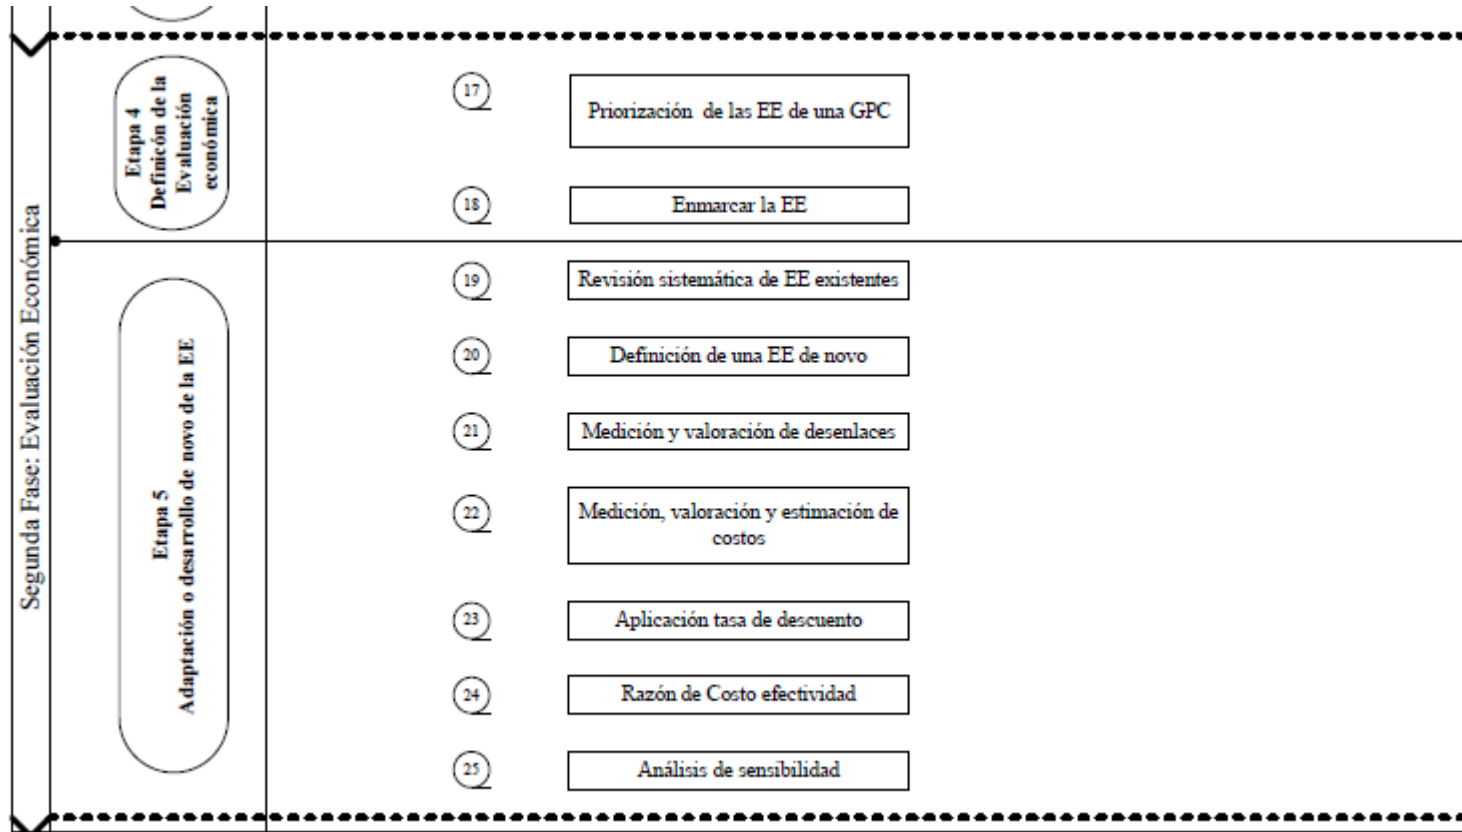 Segunda Fase: Evaluación Económica
Etapa 4
Definicón de la
Evaluación
económica
17
Priorización de las EE de una GPC
18
Enmarcar la EE
Etapa 5
Adaptación o desarrollo de novo de la EE
19
Revisión sistemática de EE existentes
20
Definición de una EE de novo
21
Medición y valoración de desenlaces
22
Medición, valoración y estimación de
costos
23
Aplicación tasa de descuento
24
Razón de Costo efectividad
25
Análisis de sensibilidad